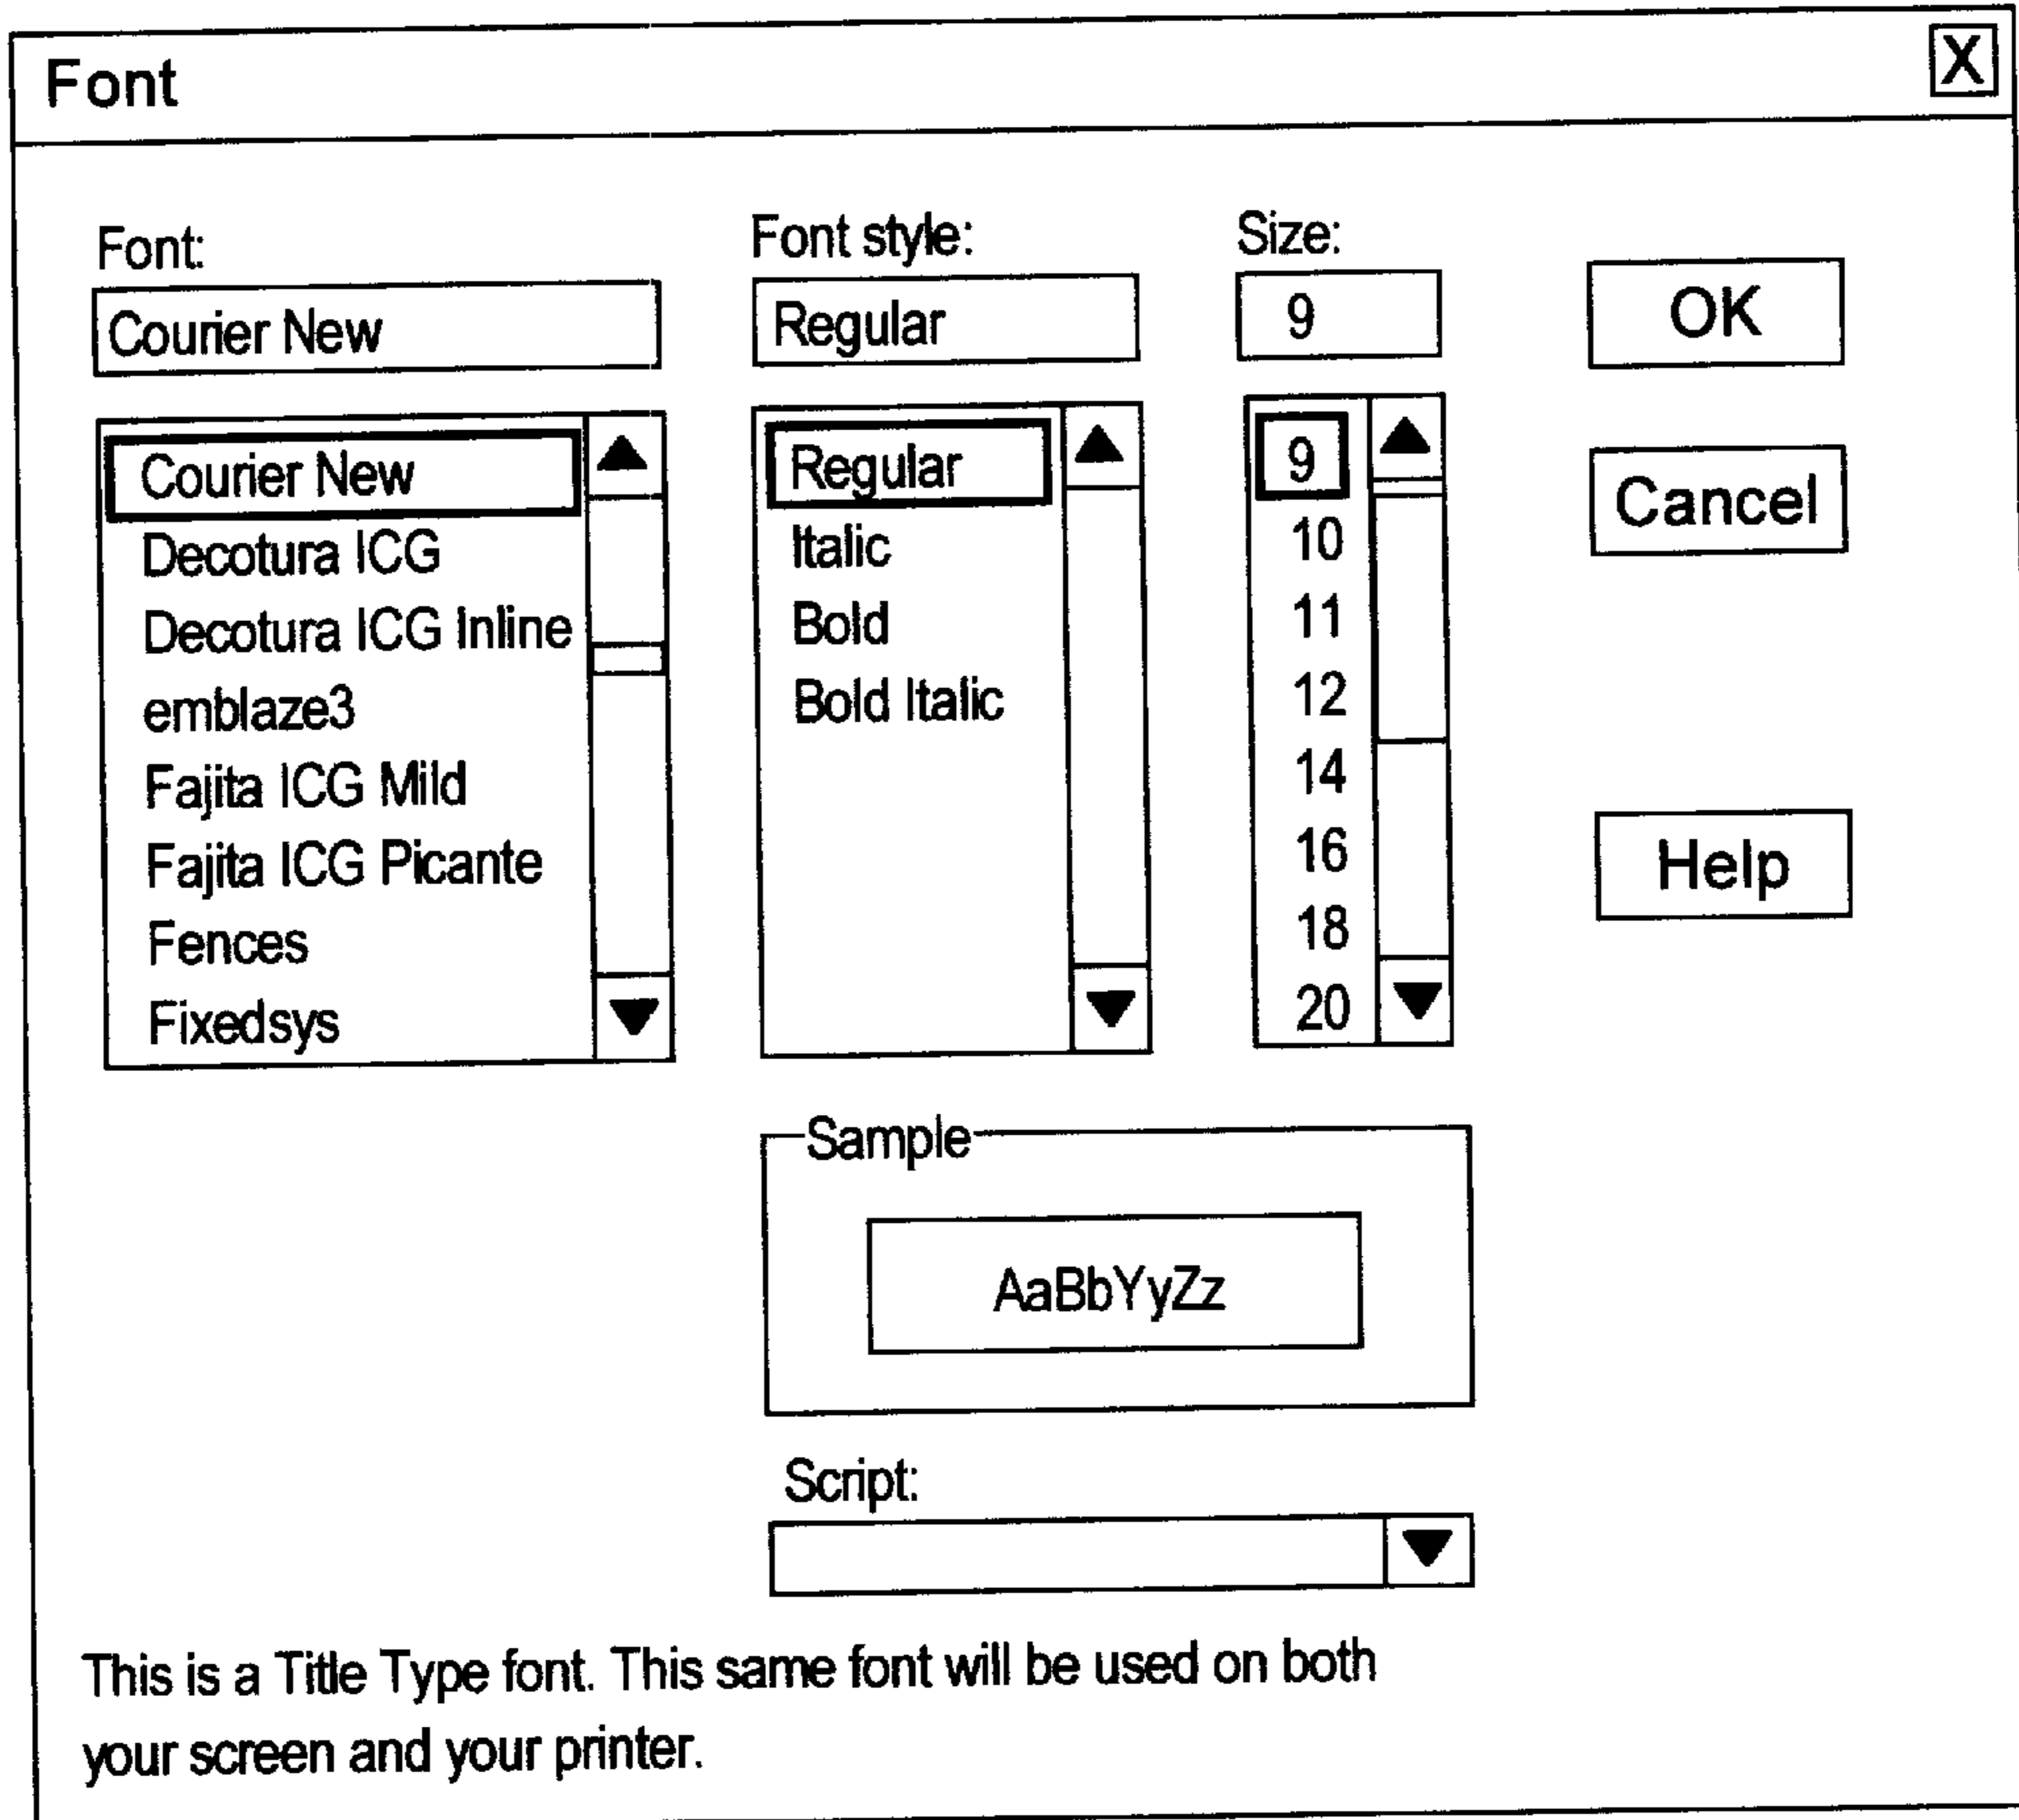 Font X
Font:
Courier New
Courier New
Decotura ICG
Decotura ICG Inline
emblaze3
Fajita ICG Mild
Fajita ICG Picante
Fences
Fixedsys
Font style:
Regular
Regular
Italic
Bold
Bold Italic
Size:
9
9
10
11
12
14
16
18
20
OK
Cancel
Help
Sample
AaBbYyZz
Script:
This is a Title Type font. This same font will be used on both
your screen and your printer.